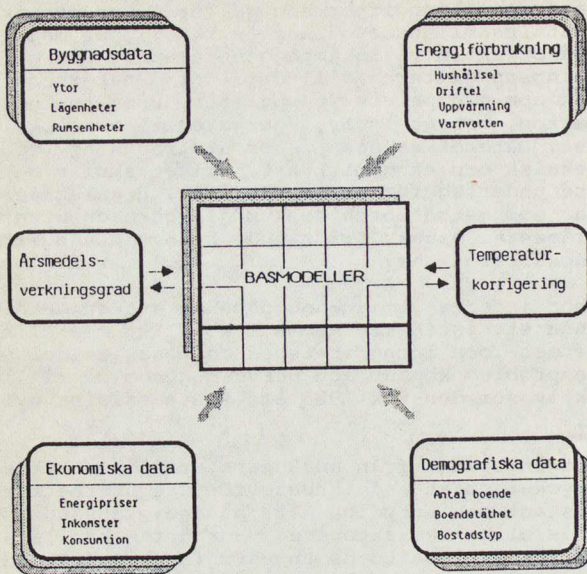 Byggnadsdata
Ytor
Lägenheter
Rumsenheter
Energiförbrukning
Hushållsel
Driftel
Uppvärmning
Varmvatten
Årsmedels-
verkningsgrad
BASMODELLER
Temperatur-
korrigering
Ekonomiska data
Energipriser
Inkomster
Konsumtion
Demografiska data
Antal boende
Boendetäthet
Bostadstyp